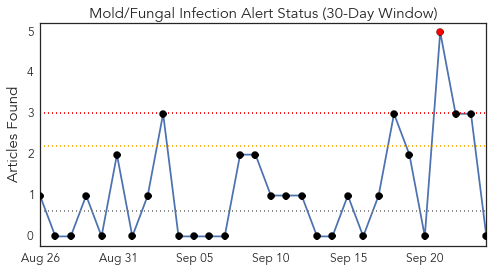 Mold/Fungal Infection Alert Status (30-Day Window)
Articles Found
5
4
3
2
1
0
Aug 26 Aug 31 Sep 05 Sep 10 Sep 15 Sep 20